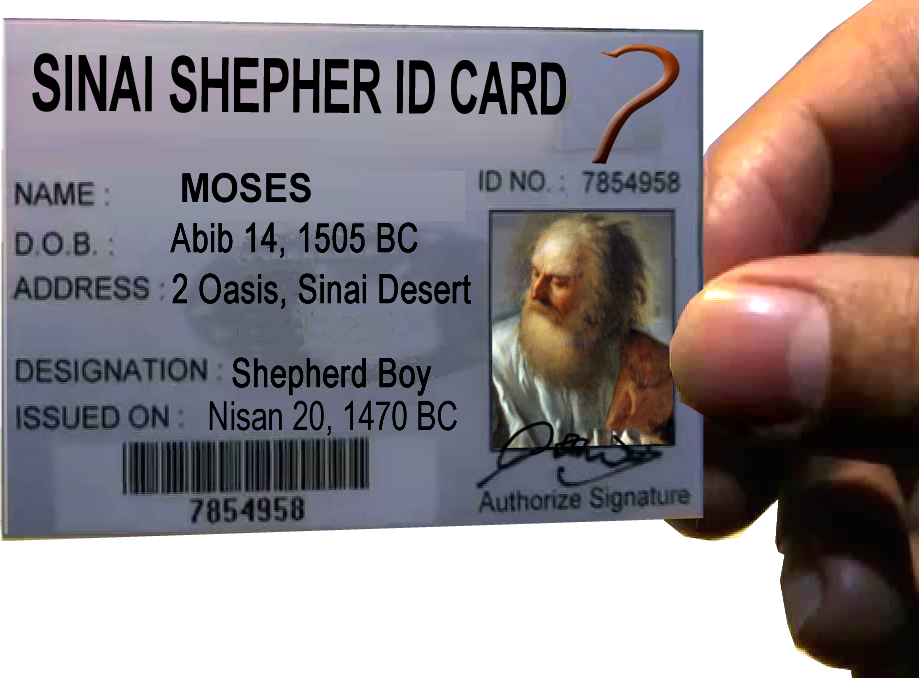 SINAI SHEPHER ID CARD
NAME : MOSES
ID NO. : 7854958
D.O.B. : Abib 14, 1505 BC
ADDRESS : 2 Oasis, Sinai Desert
DESIGNATION : Shepherd Boy
ISSUED ON : Nisan 20, 1470 BC
7854958
Authorize Signature